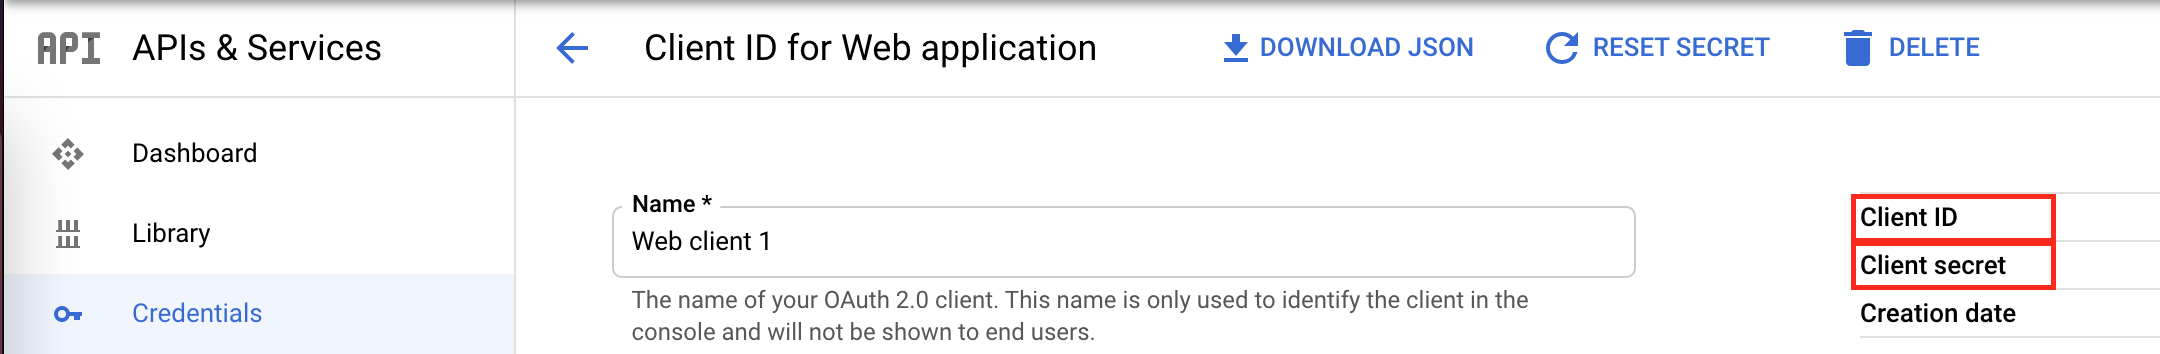 API APIs & Services
Client ID for Web application
DOWNLOAD JSON
RESET SECRET
DELETE
Dashboard
Library
Credentials
Name *
Web client 1
The name of your OAuth 2.0 client. This name is only used to identify the client in the
console and will not be shown to end users.
Client ID
Client secret
Creation date